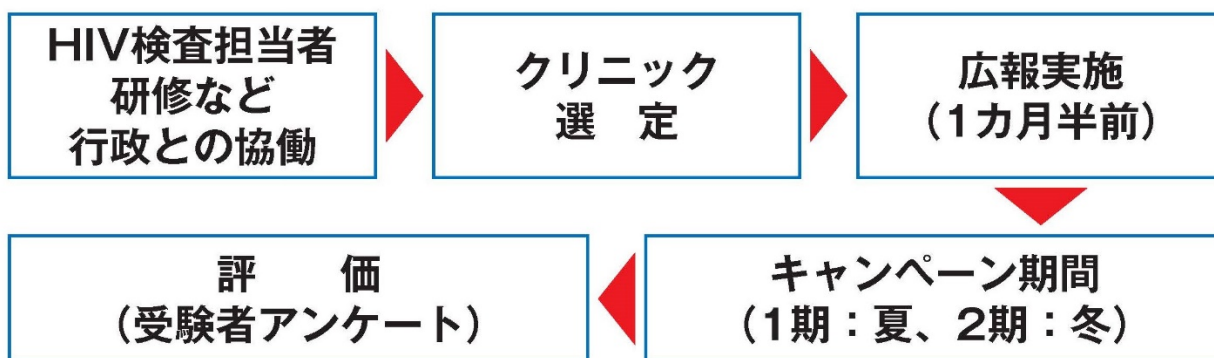 HIV検査担当者
研修など
行政との協働
クリニック
選　定
広報実施
（1カ月半前）
キャンペーン期間
（1期：夏、2期：冬）
評　　価
（受験者アンケート）